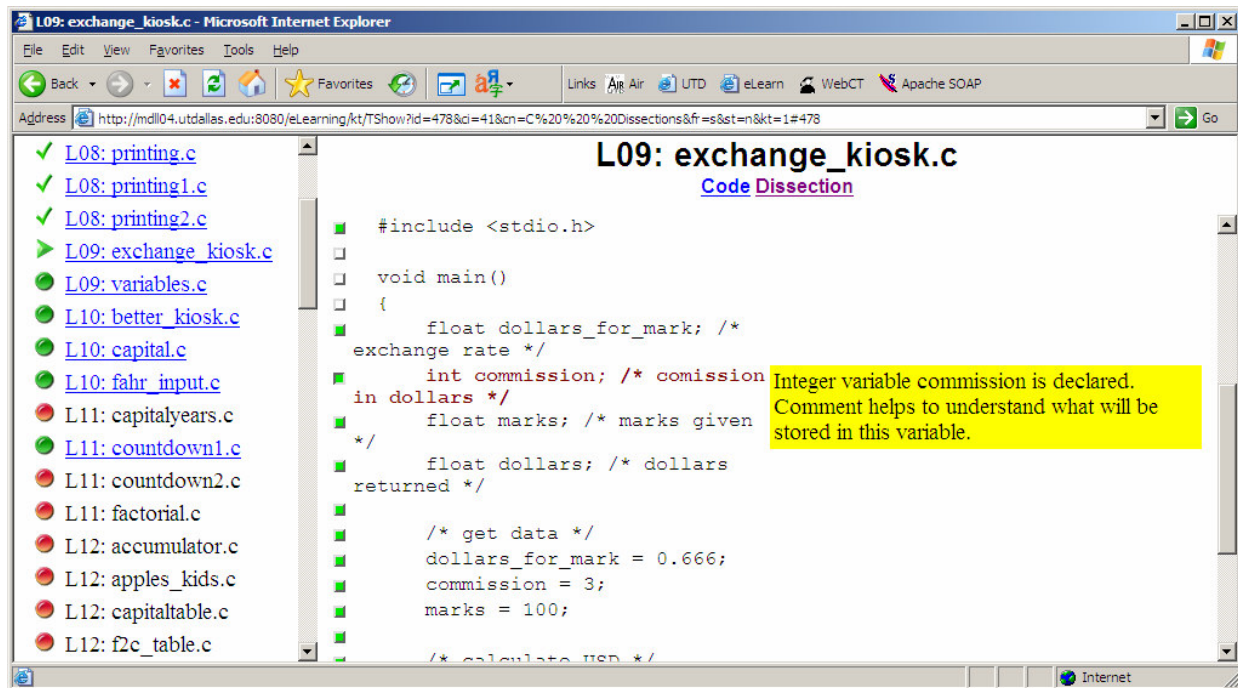 L09: exchange_kiosk.c - Microsoft Internet Explorer
File Edit View Favorites Tools Help
Back Favorites Links Air UTD eLearn WebCT Apache SOAP
Address http://mdll04.utdallas.edu:8080/eLearning/kt/TShow?id=478&ci=41&cn=C%20%20%20Dissections&fr=s&st=n&kt=1#478 Go
L08: printing.c
L08: printing1.c
L08: printing2.c
L09: exchange_kiosk.c
L09: variables.c
L10: better_kiosk.c
L10: capital.c
L10: fahr_input.c
L11: capitalyears.c
L11: countdown1.c
L11: countdown2.c
L11: factorial.c
L12: accumulator.c
L12: apples_kids.c
L12: capitaltable.c
L12: f2c_table.c
L09: exchange_kiosk.c
Code Dissection
#include <stdio.h>
void main()
{
float dollars_for_mark; /*
exchange rate */
int commission; /* comission
in dollars */
float marks; /* marks given
*/
float dollars; /* dollars
returned */
/* get data */
dollars_for_mark = 0.666;
commission = 3;
marks = 100;
/* calculate USD */
Integer variable commission is declared.
Comment helps to understand what will be
stored in this variable.
Internet